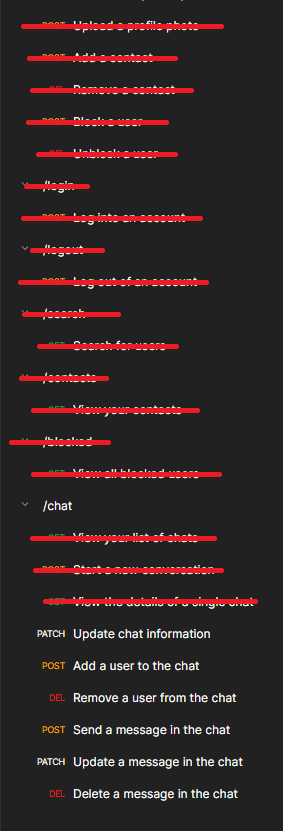 POST Upload a profile photo
POST Add a contact
DEL Remove a contact
POST Block a user
DEL Unblock a user
/login
POST Log into an account
/logout
POST Log out of an account
/search
GET Search for users
/contacts
GET View your contacts
/blocked
GET View all blocked users
/chat
GET View your list of chats
POST Start a new conversation
GET View the details of a single chat
PATCH Update chat information
POST Add a user to the chat
DEL Remove a user from the chat
POST Send a message in the chat
PATCH Update a message in the chat
DEL Delete a message in the chat